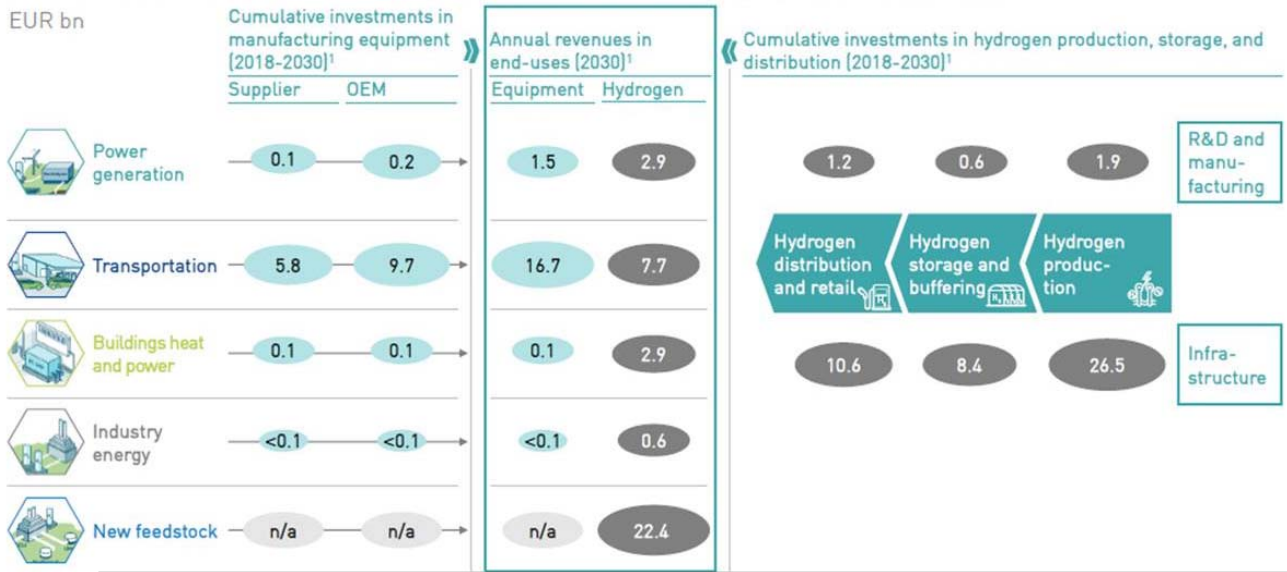 EUR bn
Cumulative investments in
manufacturing equipment
(2018-2030)¹
Supplier OEM
Annual revenues in
end-uses (2030)¹
Equipment Hydrogen
Cumulative investments in hydrogen production, storage, and
distribution (2018-2030)¹
Power
generation
0.1 0.2 1.5 2.9
1.2 0.6 1.9
R&D and
manu-
facturing
Transportation
5.8 9.7 16.7 7.7
Hydrogen
distribution
and retail
Hydrogen
storage and
buffering
Hydrogen
produc-
tion
Buildings heat
and power
0.1 0.1 0.1 2.9
10.6 8.4 26.5
Infra-
structure
Industry
energy
<0.1 <0.1 <0.1 0.6
New feedstock
n/a n/a n/a 22.4